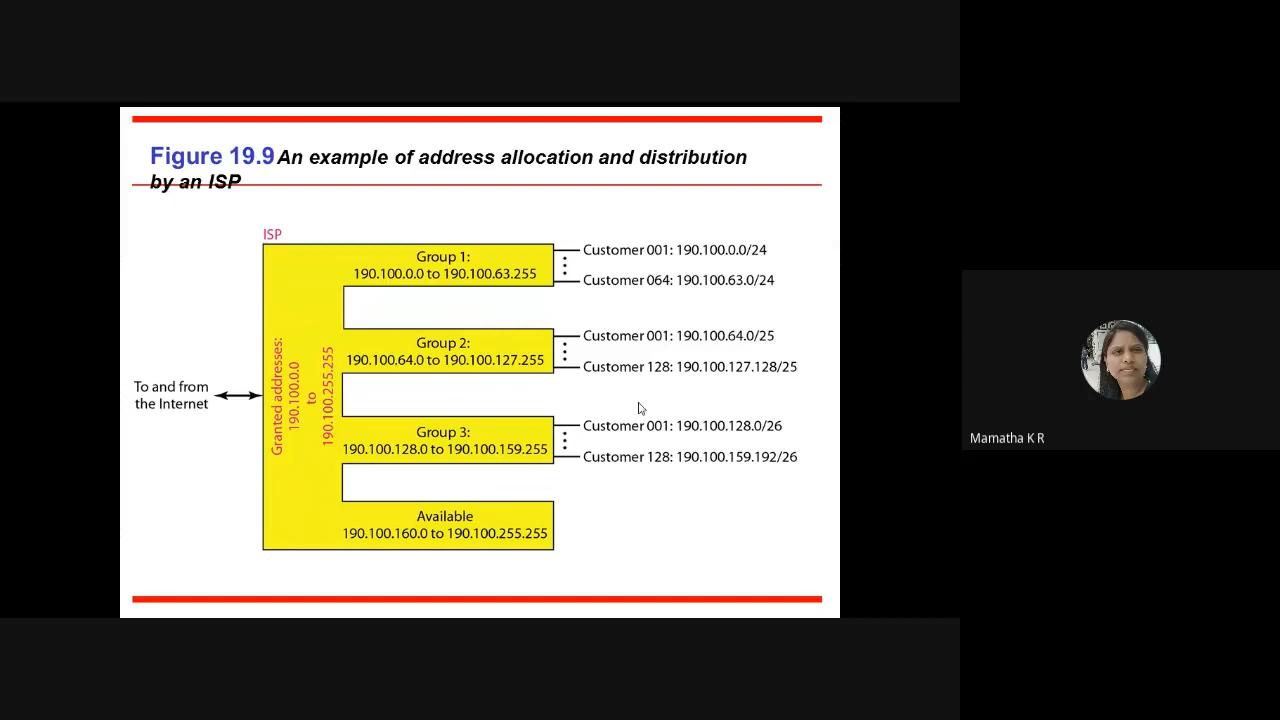 Figure 19.9 An example of address allocation and distribution
by an ISP
ISP
Group 1:
190.100.0.0 to 190.100.63.255
Customer 001: 190.100.0.0/24
Customer 064: 190.100.63.0/24
Group 2:
190.100.64.0 to 190.100.127.255
Customer 001: 190.100.64.0/25
Customer 128: 190.100.127.128/25
To and from
the Internet
Granted addresses:
190.100.0.0
to
190.100.255.255
Group 3:
190.100.128.0 to 190.100.159.255
Customer 001: 190.100.128.0/26
Customer 128: 190.100.159.192/26
Available
190.100.160.0 to 190.100.255.255
Mamatha K R